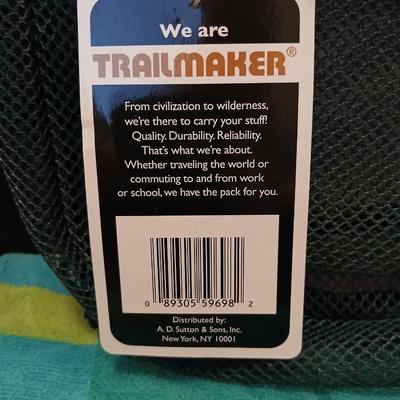 We are
TRAILMAKER®
From civilization to wilderness,
we're there to carry your stuff!
Quality. Durability. Reliability.
That's what we're about.
Whether traveling the world or
commuting to and from work
or school, we have the pack for you.
0 89305 59698 2
Distributed by:
A. D. Sutton & Sons, Inc.
New York, NY 10001